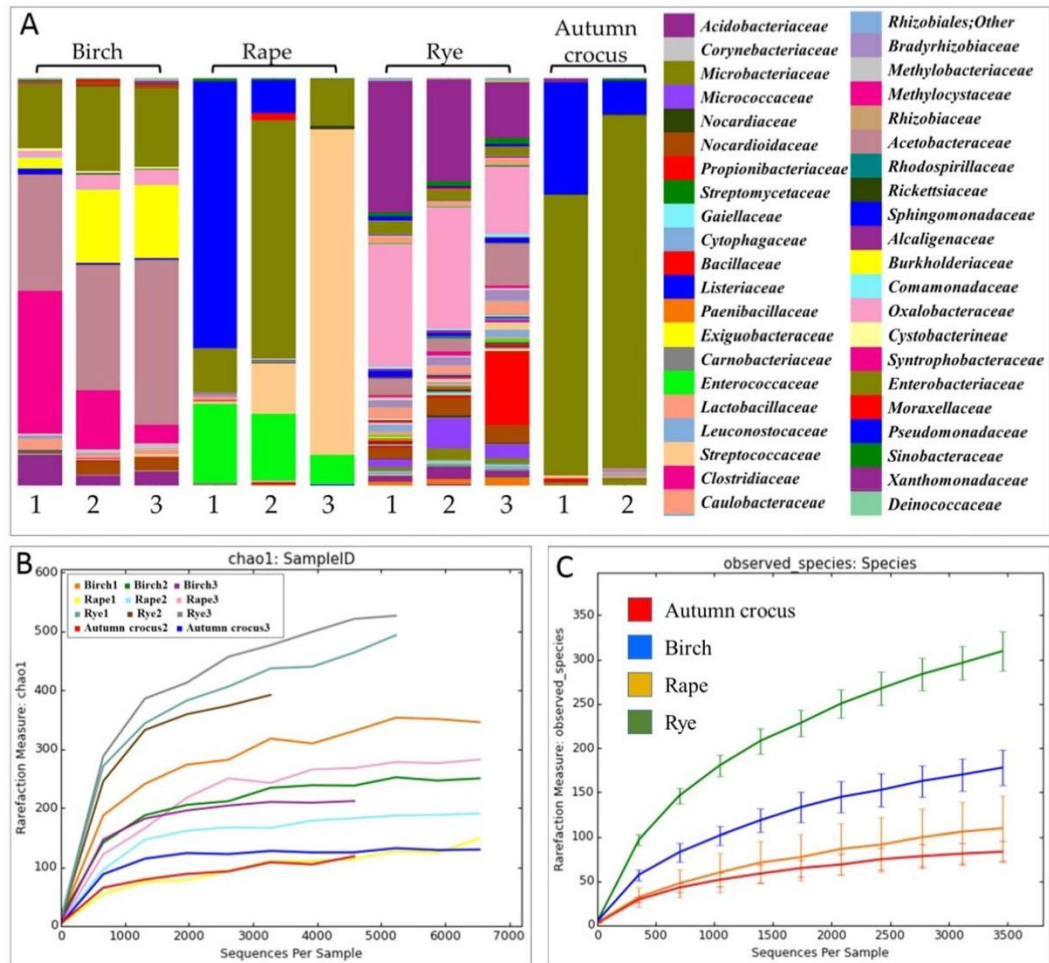 A
Birch
Rape
Rye
Autumn
crocus
1 2 3 1 2 3 1 2 3 1 2
Acidobacteriaceae
Corynebacteriaceae
Microbacteriaceae
Micrococcaceae
Nocardiaceae
Nocardioidaceae
Propionibacteriaceae
Streptomycetaceae
Gaiellaceae
Cytophagaceae
Bacillaceae
Listeriaceae
Paenibacillaceae
Exiguobacteraceae
Carnobacteriaceae
Enterococcaceae
Lactobacillaceae
Leuconostocaceae
Streptococcaceae
Clostridiaceae
Caulobacteraceae
Rhizobiales;Other
Bradyrhizobiaceae
Methylobacteriaceae
Methylocystaceae
Rhizobiaceae
Acetobacteraceae
Rhodospirillaceae
Rickettsiaceae
Sphingomonadaceae
Alcaligenaceae
Burkholderiaceae
Comamonadaceae
Oxalobacteraceae
Cystobacterineae
Syntrophobacteraceae
Enterobacteriaceae
Moraxellaceae
Pseudomonadaceae
Sinobacteraceae
Xanthomonadaceae
Deinococcaceae
B
chao1: SampleID
Birch1 Birch2 Birch3
Rape1 Rape2 Rape3
Rye1 Rye2 Rye3
Autumn crocus2 Autumn crocus3
Rarefaction Measure: chao1
600
500
400
300
200
100
0
0 1000 2000 3000 4000 5000 6000 7000
Sequences Per Sample
C
observed_species: Species
Autumn crocus
Birch
Rape
Rye
Rarefaction Measure: observed_species
350
300
250
200
150
100
50
0
0 500 1000 1500 2000 2500 3000 3500
Sequences Per Sample